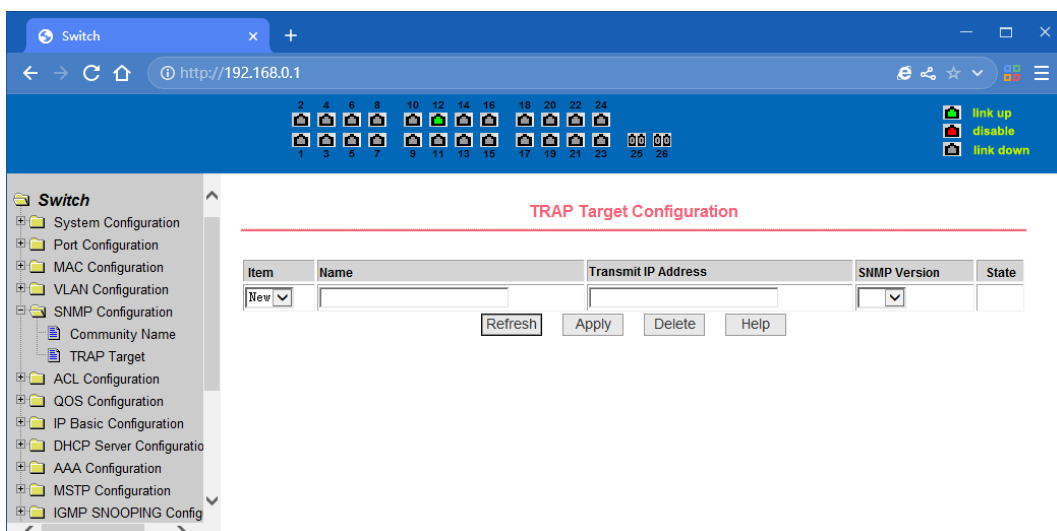 Switch
http://192.168.0.1
2 4 6 8 10 12 14 16 18 20 22 24
1 3 5 7 9 11 13 15 17 19 21 23 25 26
link up
disable
link down
Switch
System Configuration
Port Configuration
MAC Configuration
VLAN Configuration
SNMP Configuration
Community Name
TRAP Target
ACL Configuration
QOS Configuration
IP Basic Configuration
DHCP Server Configuratio
AAA Configuration
MSTP Configuration
IGMP SNOOPING Config
TRAP Target Configuration
Item Name Transmit IP Address SNMP Version State
New
Refresh Apply Delete Help